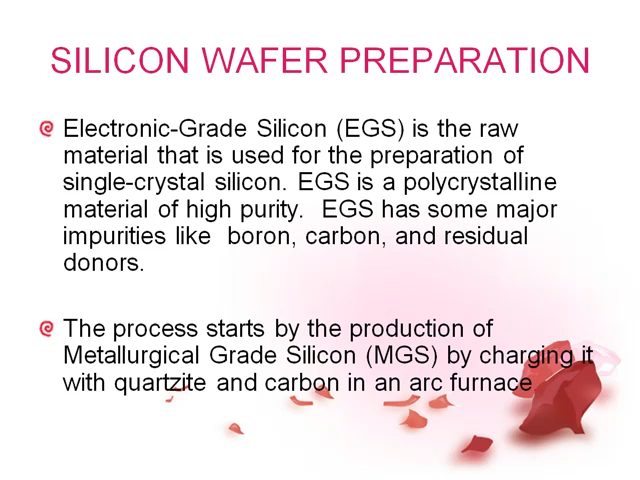 SILICON WAFER PREPARATION
Electronic-Grade Silicon (EGS) is the raw
material that is used for the preparation of
single-crystal silicon. EGS is a polycrystalline
material of high purity.  EGS has some major
impurities like  boron, carbon, and residual
donors.
The process starts by the production of
Metallurgical Grade Silicon (MGS) by charging it
with quartzite and carbon in an arc furnace